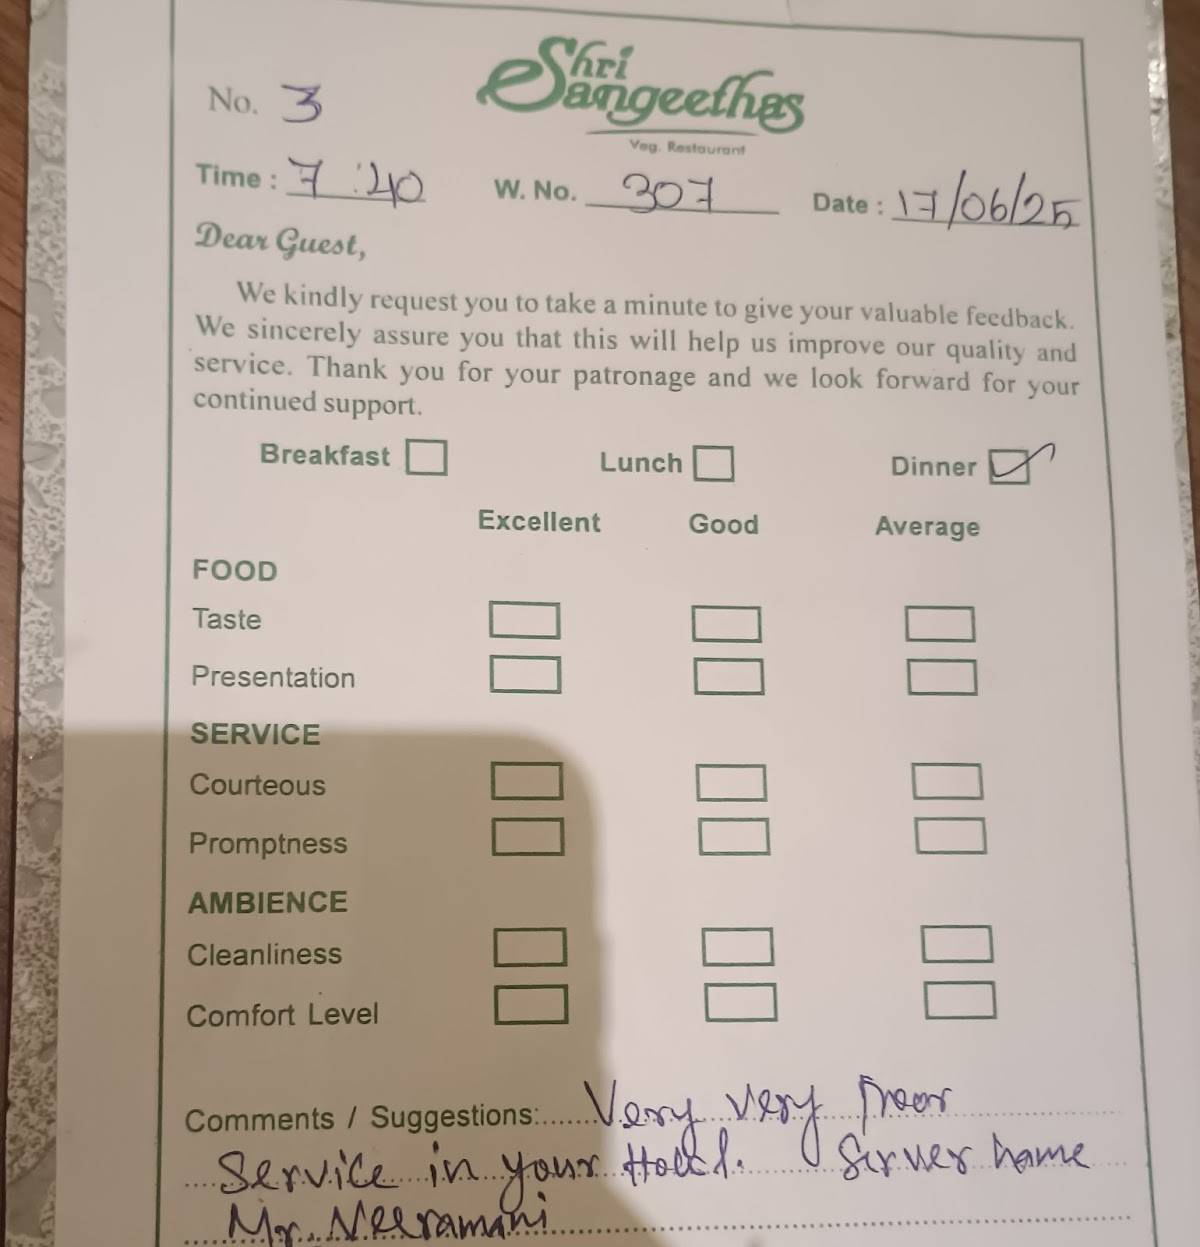 Shri
Sangeethas
Veg. Restaurant
No. 3
Time : 7:40 W. No. 307 Date : 17/06/25
Dear Guest,
We kindly request you to take a minute to give your valuable feedback.
We sincerely assure you that this will help us improve our quality and
service. Thank you for your patronage and we look forward for your
continued support.
Breakfast Lunch Dinner
Excellent Good Average
FOOD
Taste
Presentation
SERVICE
Courteous
Promptness
AMBIENCE
Cleanliness
Comfort Level
Comments / Suggestions: Very very Poor
Service in your Hotel. Server name
Mr. Neeramani